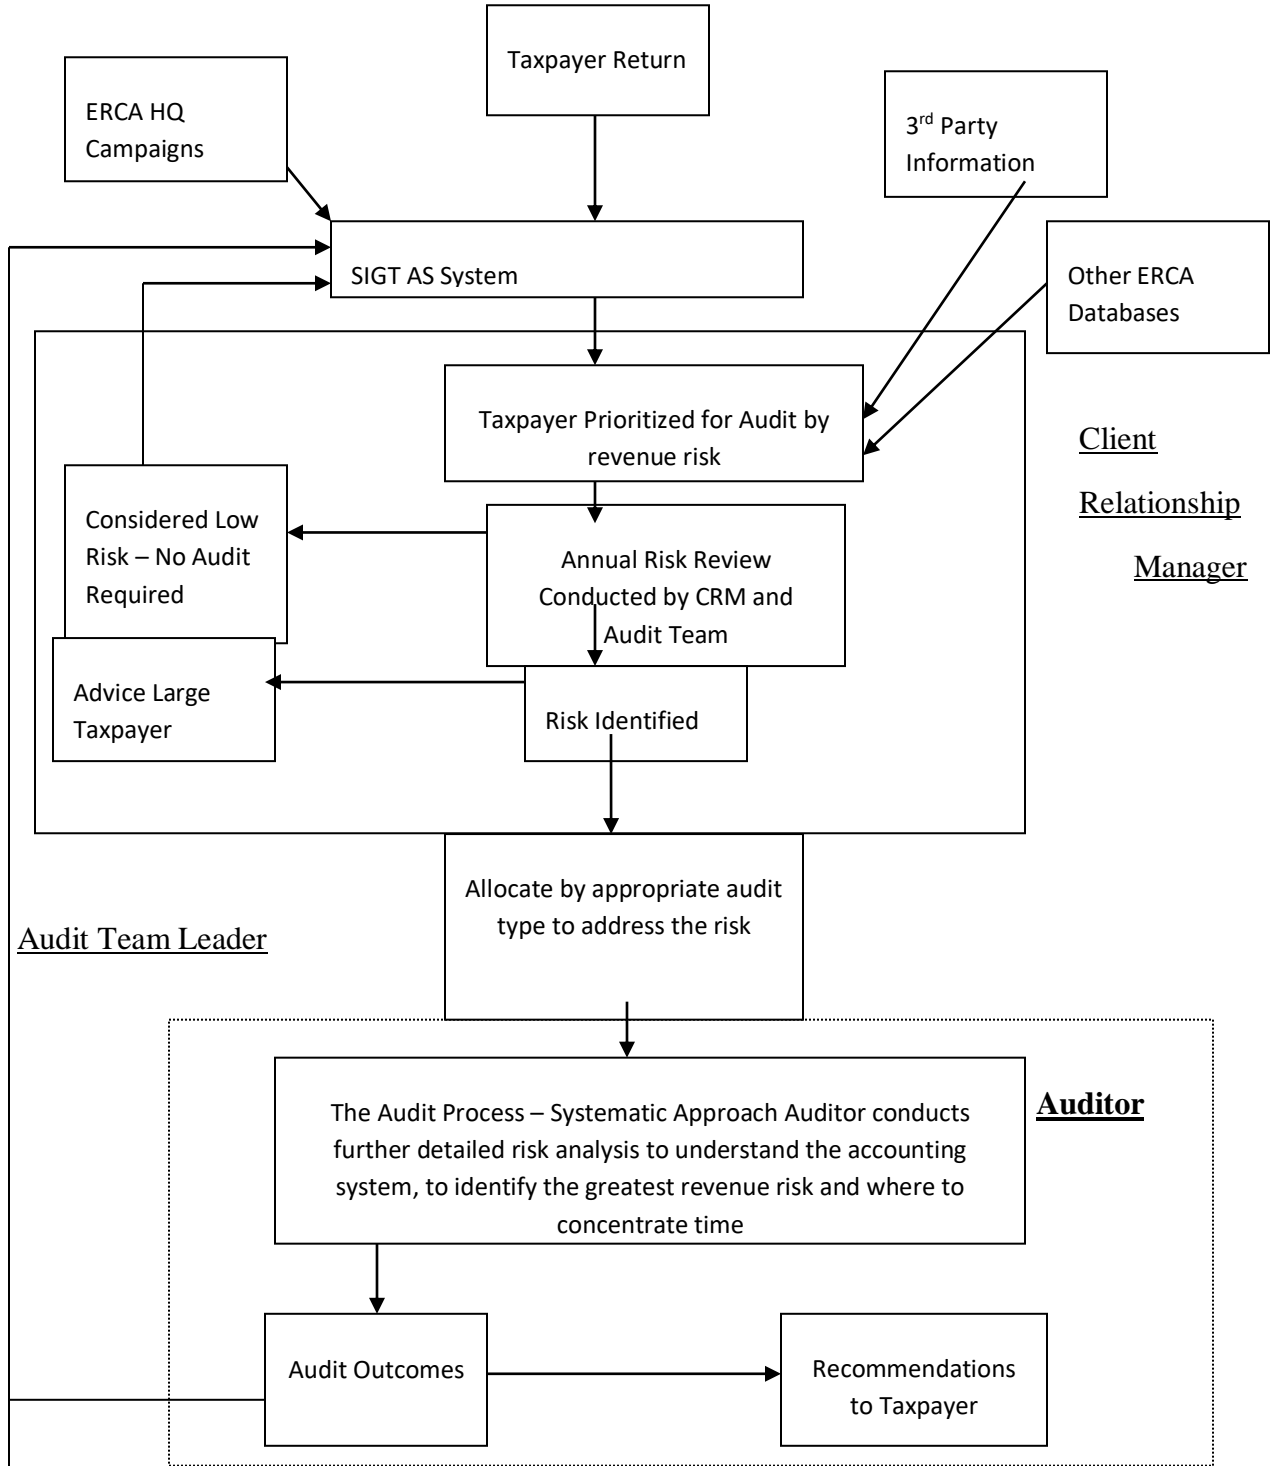 Taxpayer Return
ERCA HQ
Campaigns
3rd Party
Information
SIGT AS System
Other ERCA
Databases
Taxpayer Prioritized for Audit by
revenue risk
Client
Relationship
Manager
Considered Low
Risk – No Audit
Required
Annual Risk Review
Conducted by CRM and
Audit Team
Advice Large
Taxpayer
Risk Identified
Allocate by appropriate audit
type to address the risk
Audit Team Leader
The Audit Process – Systematic Approach Auditor conducts
further detailed risk analysis to understand the accounting
system, to identify the greatest revenue risk and where to
concentrate time
Auditor
Audit Outcomes
Recommendations
to Taxpayer